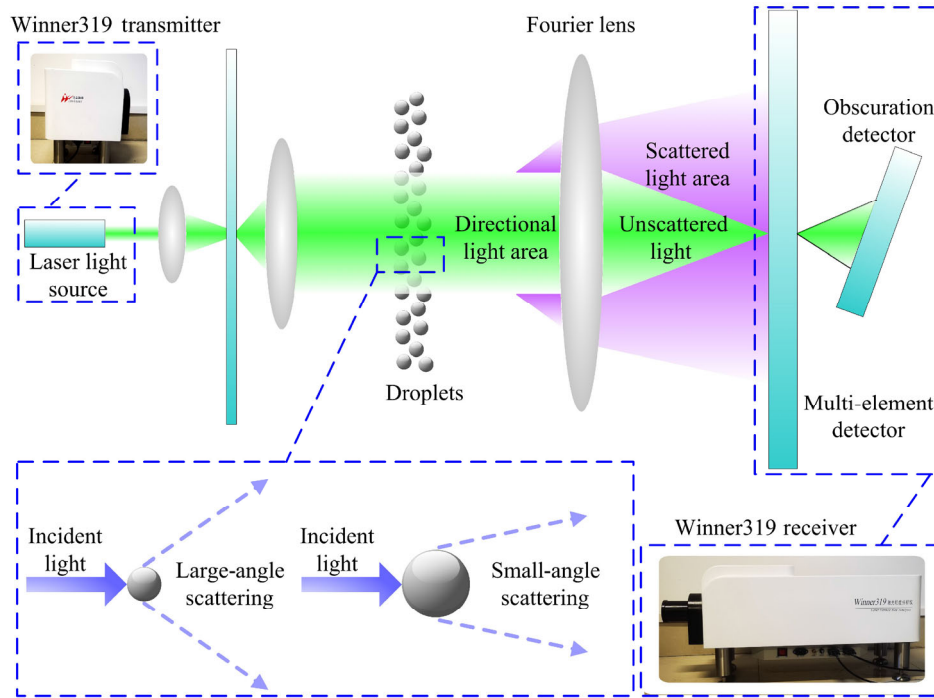 Winner319 transmitter
Fourier lens
Obscuration
detector
Scattered
light area
Directional
light area
Unscattered
light
Laser light
source
Droplets
Multi-element
detector
Incident
light
Large-angle
scattering
Incident
light
Small-angle
scattering
Winner319 receiver
Winner319